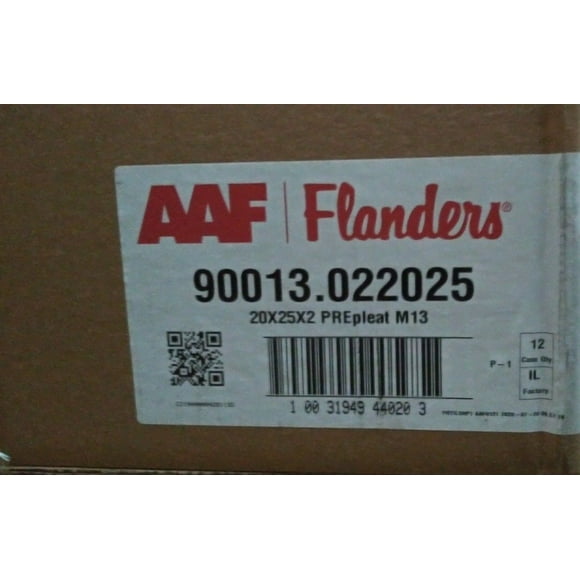 AAF Flanders®
90013.022025
20X25X2 PREpleat M13
12
Case Qty
P-1
IL
Factory
1 00 31949 44020 3